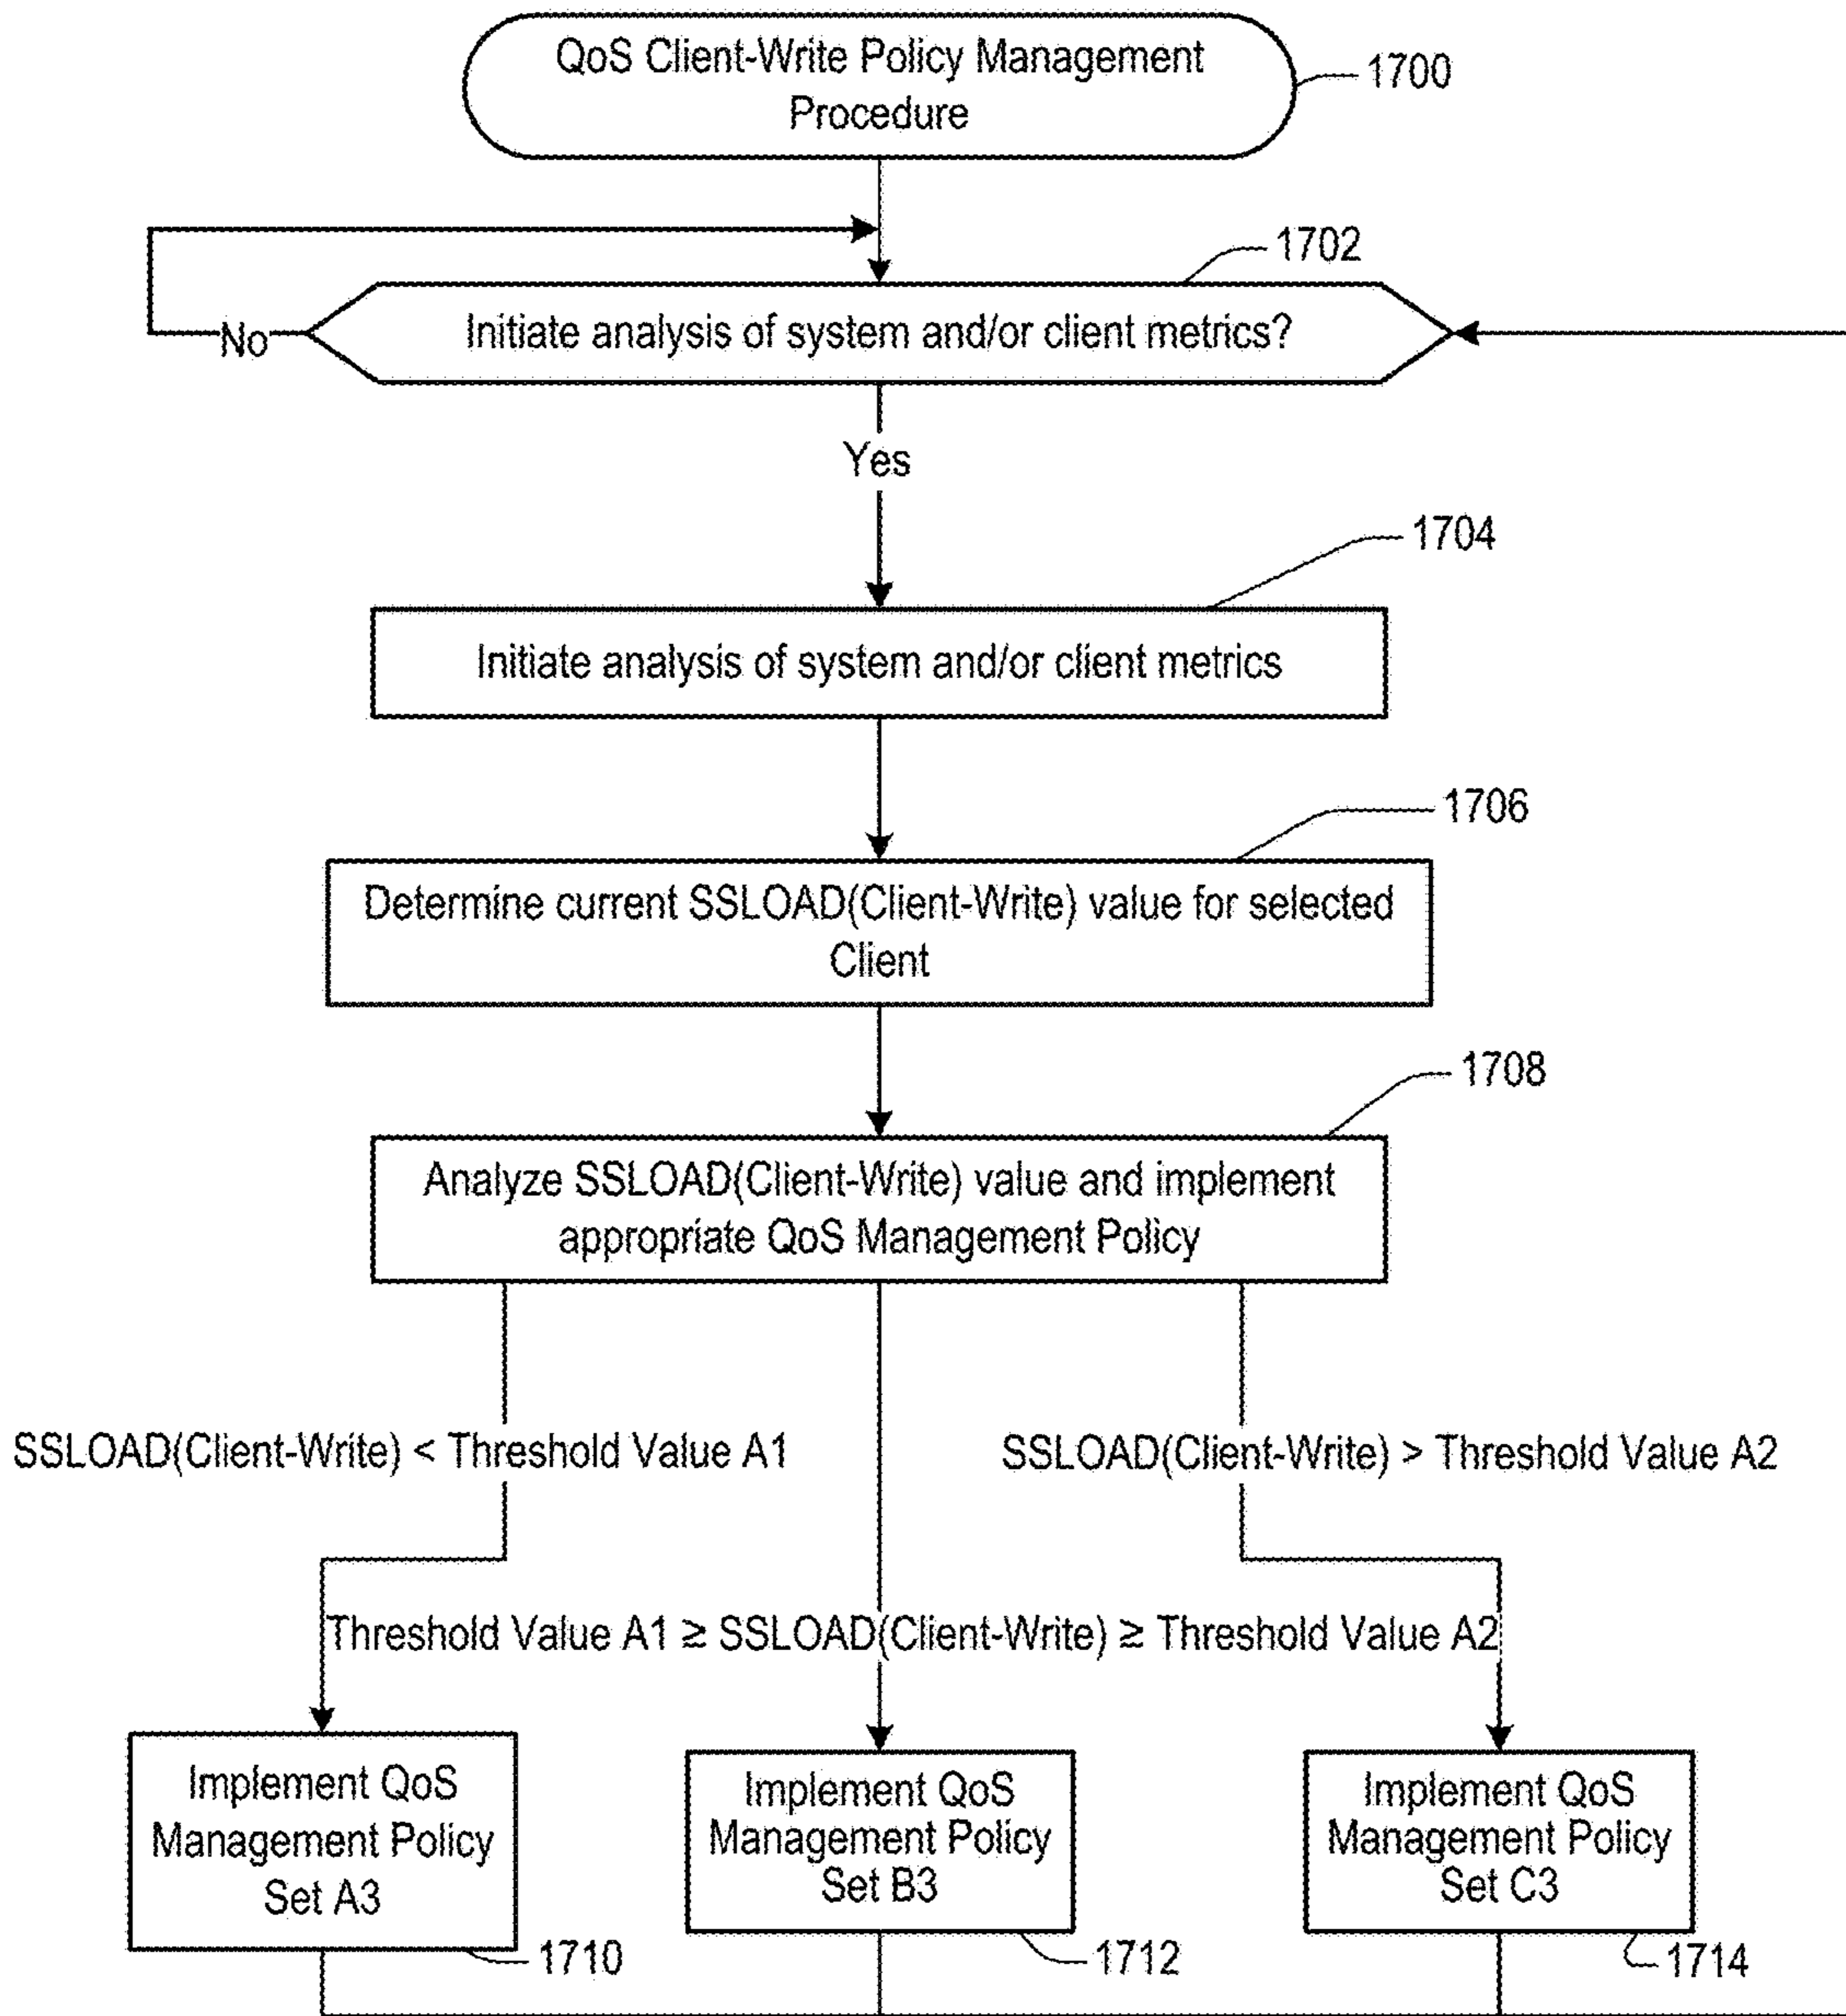 QoS Client-Write Policy Management
Procedure
1700
1702
Initiate analysis of system and/or client metrics?
No
Yes
1704
Initiate analysis of system and/or client metrics
1706
Determine current SSLOAD(Client-Write) value for selected
Client
1708
Analyze SSLOAD(Client-Write) value and implement
appropriate QoS Management Policy
SSLOAD(Client-Write) < Threshold Value A1
SSLOAD(Client-Write) > Threshold Value A2
Threshold Value A1 ≥ SSLOAD(Client-Write) ≥ Threshold Value A2
Implement QoS
Management Policy
Set A3
1710
Implement QoS
Management Policy
Set B3
1712
Implement QoS
Management Policy
Set C3
1714